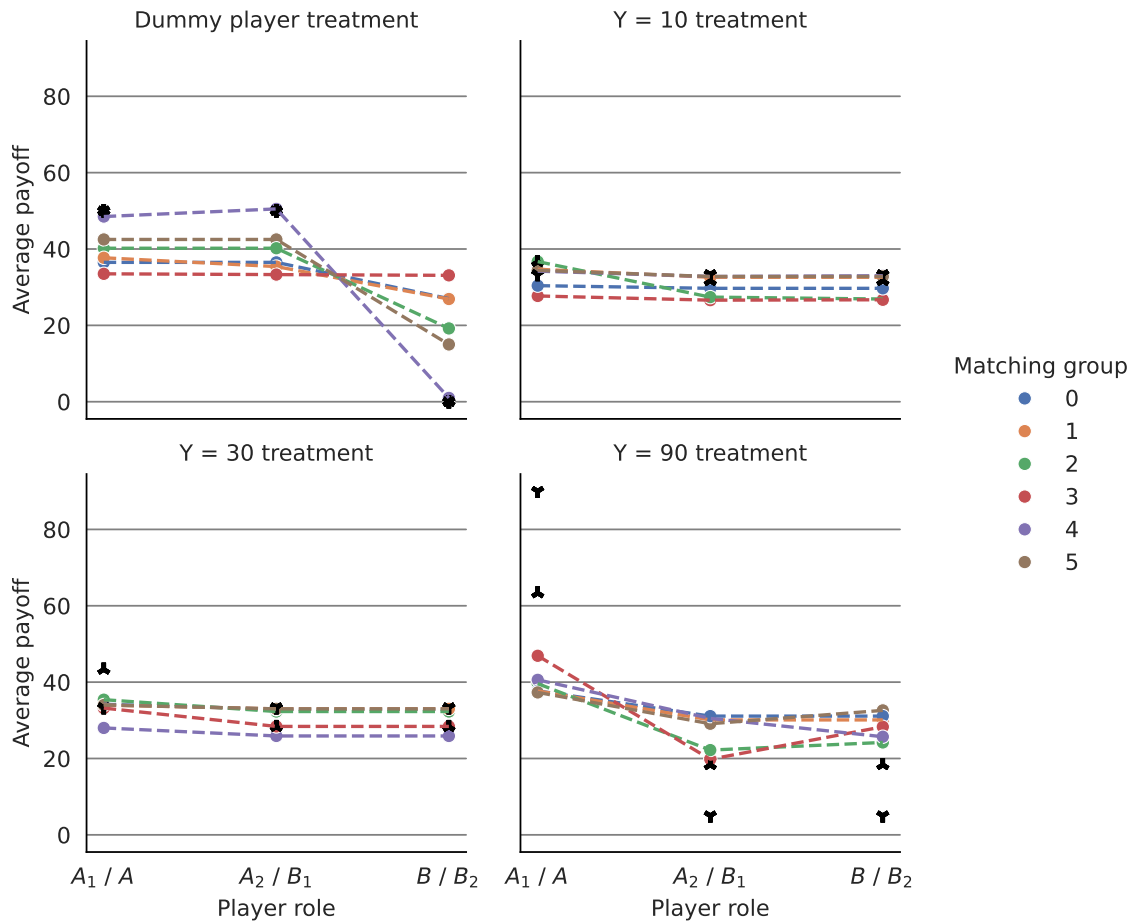 Dummy player treatment
Y = 10 treatment
Average payoff
80
60
40
20
0
Y = 30 treatment
Y = 90 treatment
Average payoff
80
60
40
20
0
A₁ / A
A₂ / B₁
B / B₂
A₁ / A
A₂ / B₁
B / B₂
Player role
Player role
Matching group
0
1
2
3
4
5